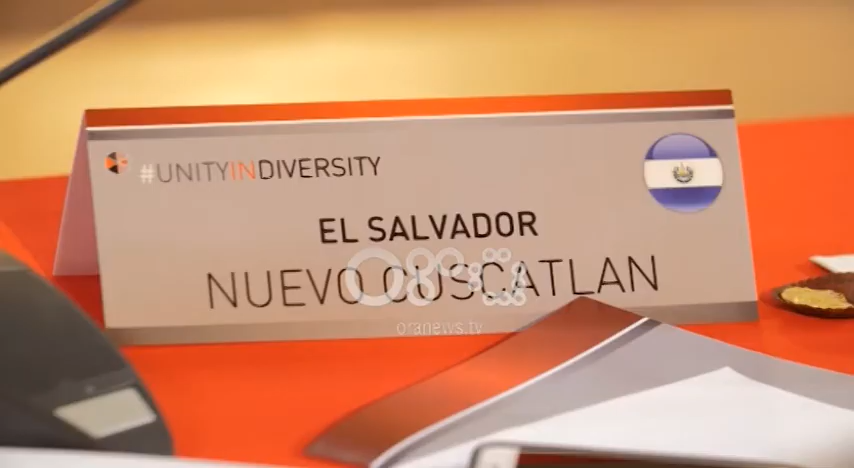 #UNITYINDIVERSITY
EL SALVADOR
NUEVO CUSCATLAN
oranews.tv